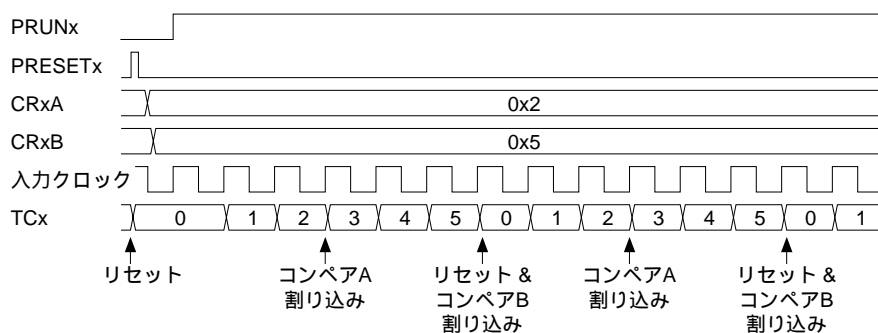 PRUNx
PRESETx
CRxA 0x2
CRxB 0x5
入力クロック
TCx 0 1 2 3 4 5 0 1 2 3 4 5 0 1
リセット コンペアA リセット & コンペアA リセット &
割り込み コンペアB 割り込み コンペアB
割り込み 割り込み